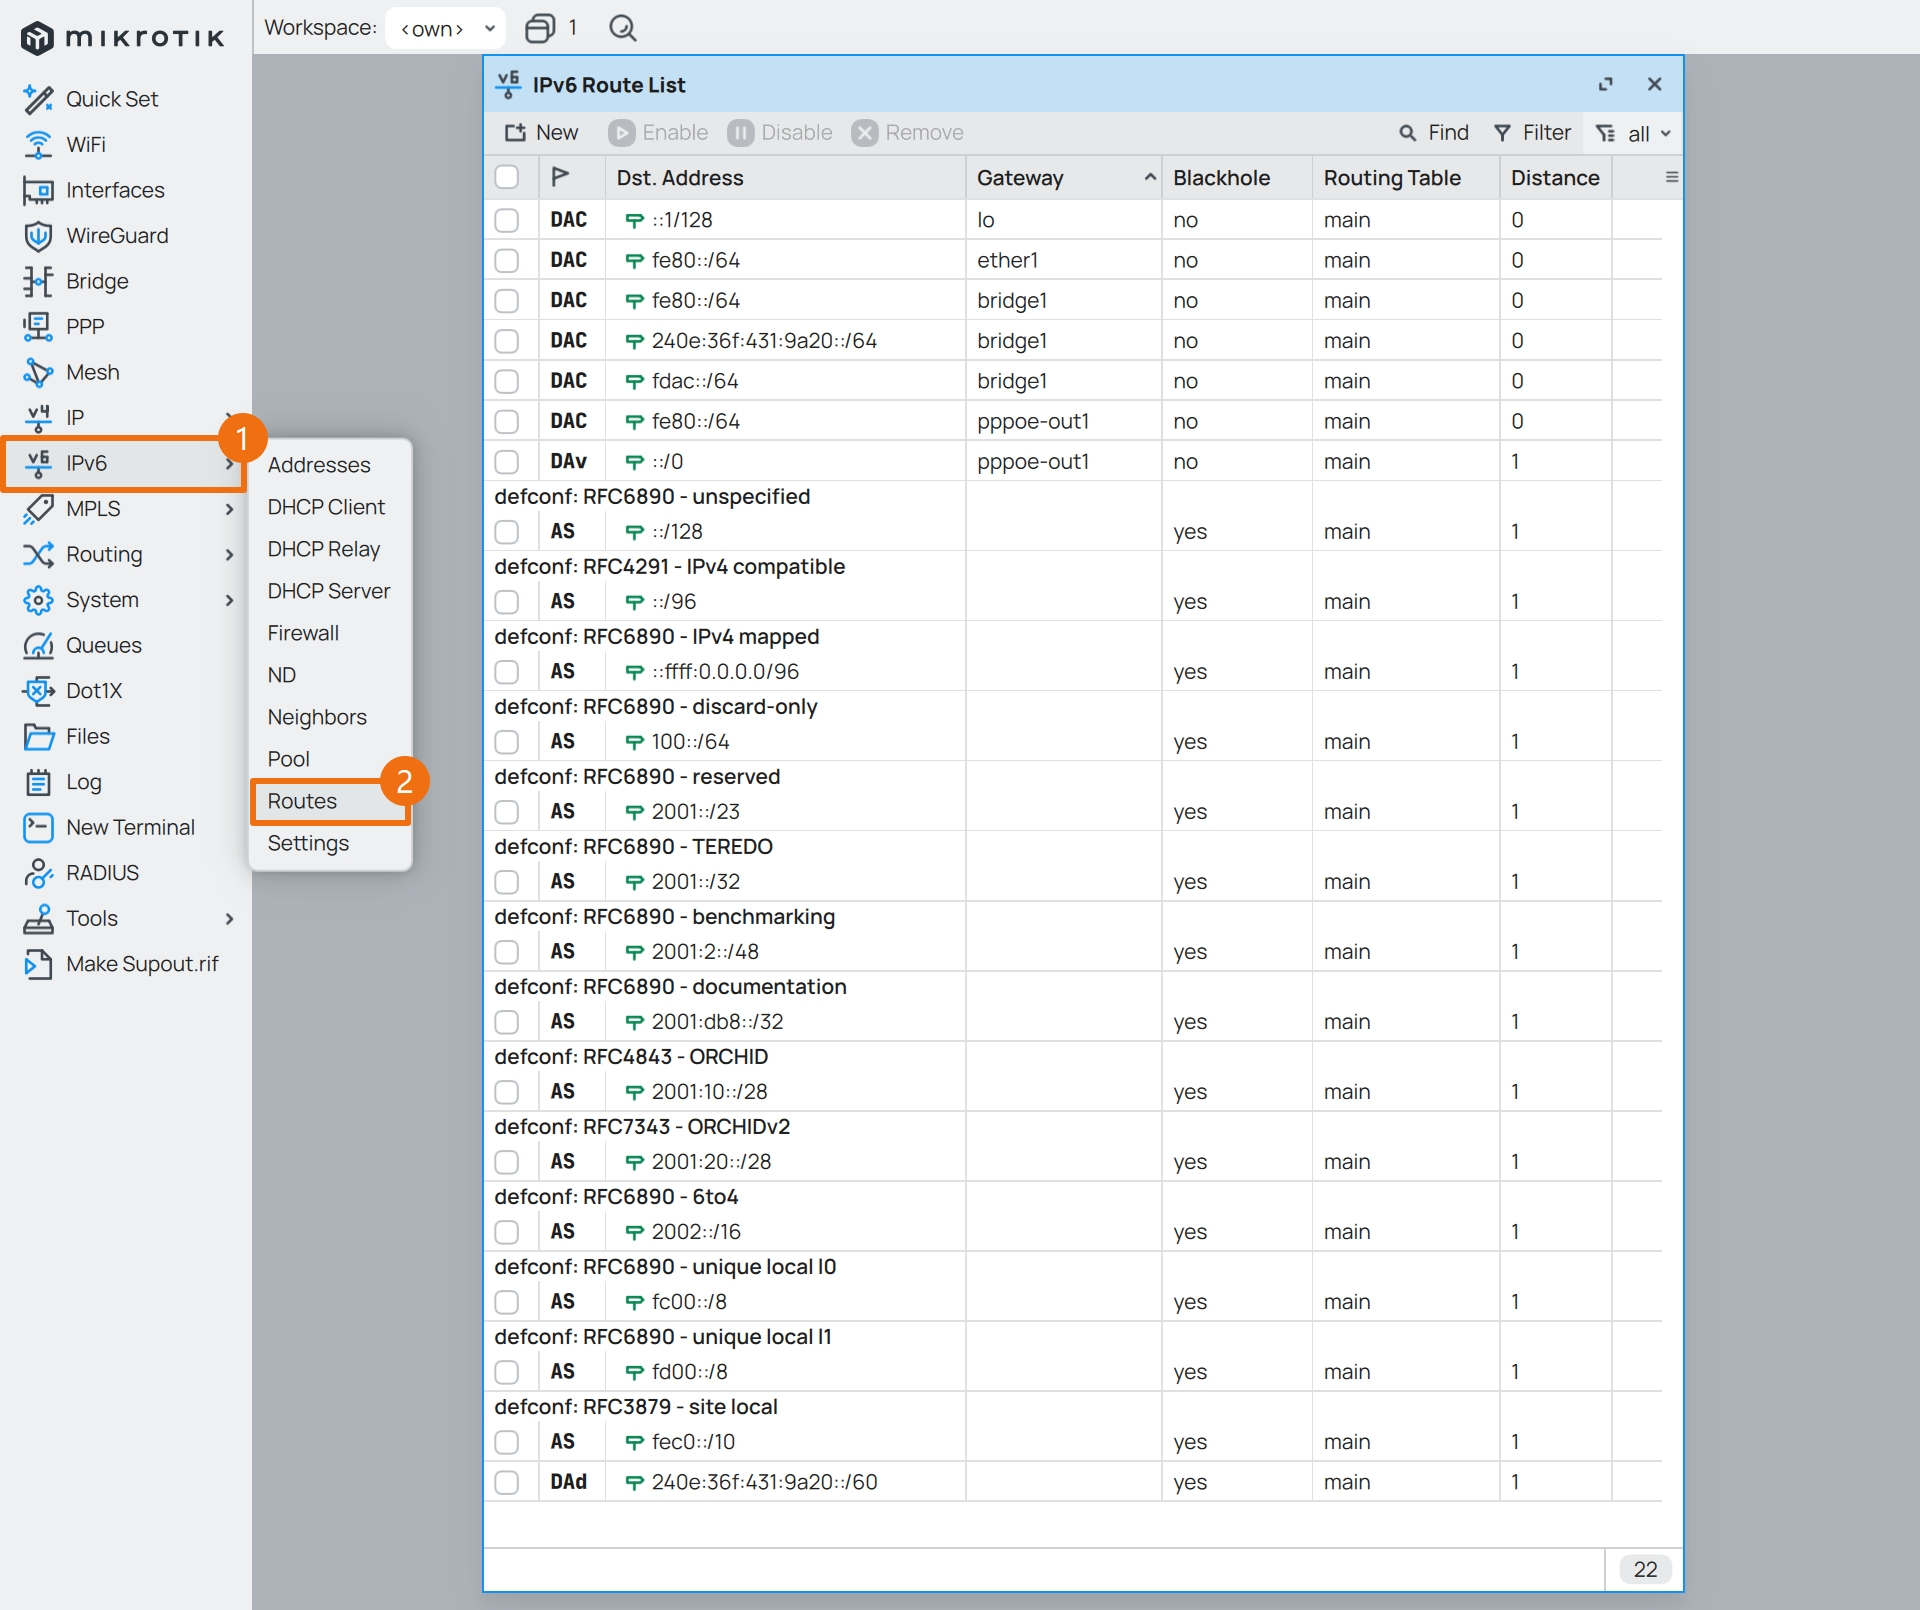 mikrotik
Workspace: <own> 1
Quick Set
WiFi
Interfaces
WireGuard
Bridge
PPP
Mesh
IP
1
v6 IPv6
MPLS
Routing
System
Queues
Dot1X
Files
Log
New Terminal
RADIUS
Tools
Make Supout.rif
Addresses
DHCP Client
DHCP Relay
DHCP Server
Firewall
ND
Neighbors
Pool
2
Routes
Settings
v6 IPv6 Route List
New Enable Disable Remove Find Filter all
Dst. Address Gateway Blackhole Routing Table Distance
DAC ::1/128 lo no main 0
DAC fe80::/64 ether1 no main 0
DAC fe80::/64 bridge1 no main 0
DAC 240e:36f:431:9a20::/64 bridge1 no main 0
DAC fdac::/64 bridge1 no main 0
DAC fe80::/64 pppoe-out1 no main 0
DAv ::/0 pppoe-out1 no main 1
defconf: RFC6890 - unspecified
AS ::/128 yes main 1
defconf: RFC4291 - IPv4 compatible
AS ::/96 yes main 1
defconf: RFC6890 - IPv4 mapped
AS ::ffff:0.0.0.0/96 yes main 1
defconf: RFC6890 - discard-only
AS 100::/64 yes main 1
defconf: RFC6890 - reserved
AS 2001::/23 yes main 1
defconf: RFC6890 - TEREDO
AS 2001::/32 yes main 1
defconf: RFC6890 - benchmarking
AS 2001:2::/48 yes main 1
defconf: RFC6890 - documentation
AS 2001:db8::/32 yes main 1
defconf: RFC4843 - ORCHID
AS 2001:10::/28 yes main 1
defconf: RFC7343 - ORCHIDv2
AS 2001:20::/28 yes main 1
defconf: RFC6890 - 6to4
AS 2002::/16 yes main 1
defconf: RFC6890 - unique local l0
AS fc00::/8 yes main 1
defconf: RFC6890 - unique local l1
AS fd00::/8 yes main 1
defconf: RFC3879 - site local
AS fec0::/10 yes main 1
DAd 240e:36f:431:9a20::/60 yes main 1
22